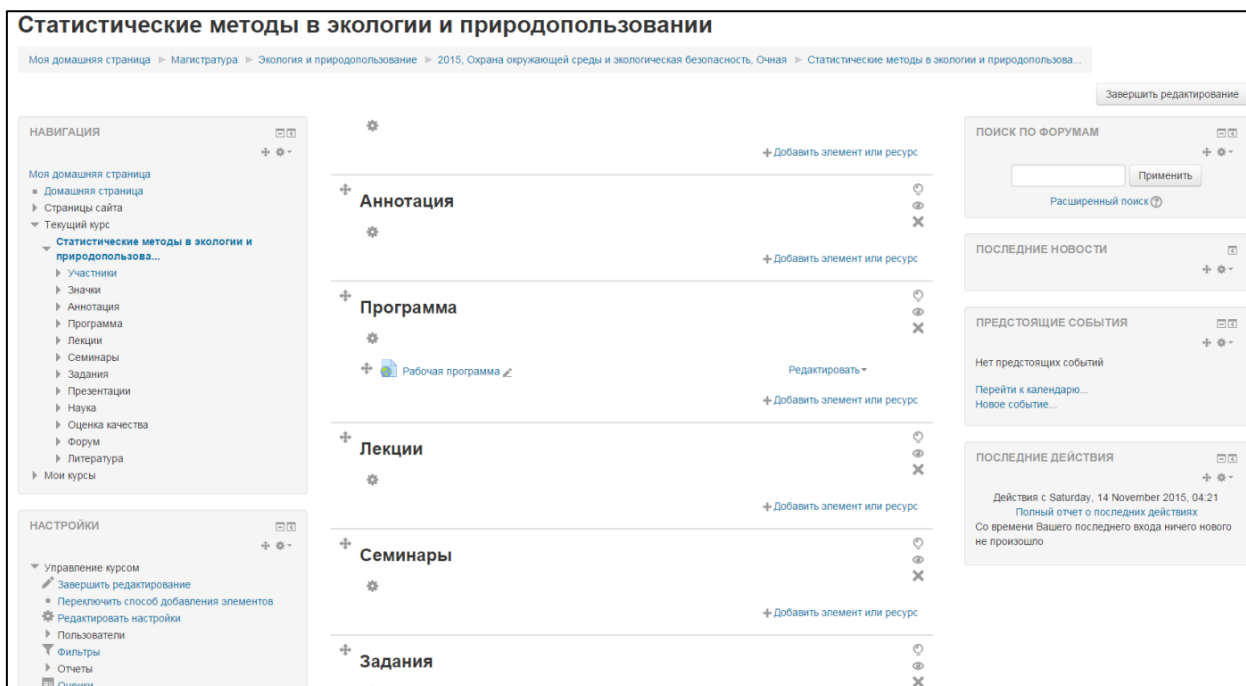 Статистические методы в экологии и природопользовании
Моя домашняя страница ► Магистратура ► Экология и природопользование ► 2015, Охрана окружающей среды и экологическая безопасность, Очная ► Статистические методы в экологии и природопользова...
Завершить редактирование
НАВИГАЦИЯ
Моя домашняя страница
Домашняя страница
Страницы сайта
Текущий курс
Статистические методы в экологии и
природопользова...
Участники
Значки
Аннотация
Программа
Лекции
Семинары
Задания
Презентации
Наука
Оценка качества
Форум
Литература
Мои курсы
НАСТРОЙКИ
Управление курсом
Завершить редактирование
Переключить способ добавления элементов
Редактировать настройки
Пользователи
Фильтры
Отчеты
Оценки
Добавить элемент или ресурс
Аннотация
Добавить элемент или ресурс
Программа
Рабочая программа
Редактировать
Добавить элемент или ресурс
Лекции
Добавить элемент или ресурс
Семинары
Добавить элемент или ресурс
Задания
ПОИСК ПО ФОРУМАМ
Применить
Расширенный поиск
ПОСЛЕДНИЕ НОВОСТИ
ПРЕДСТОЯЩИЕ СОБЫТИЯ
Нет предстоящих событий
Перейти к календарю...
Новое событие...
ПОСЛЕДНИЕ ДЕЙСТВИЯ
Действия с Saturday, 14 November 2015, 04:21
Полный отчет о последних действиях
Со времени Вашего последнего входа ничего нового
не произошло